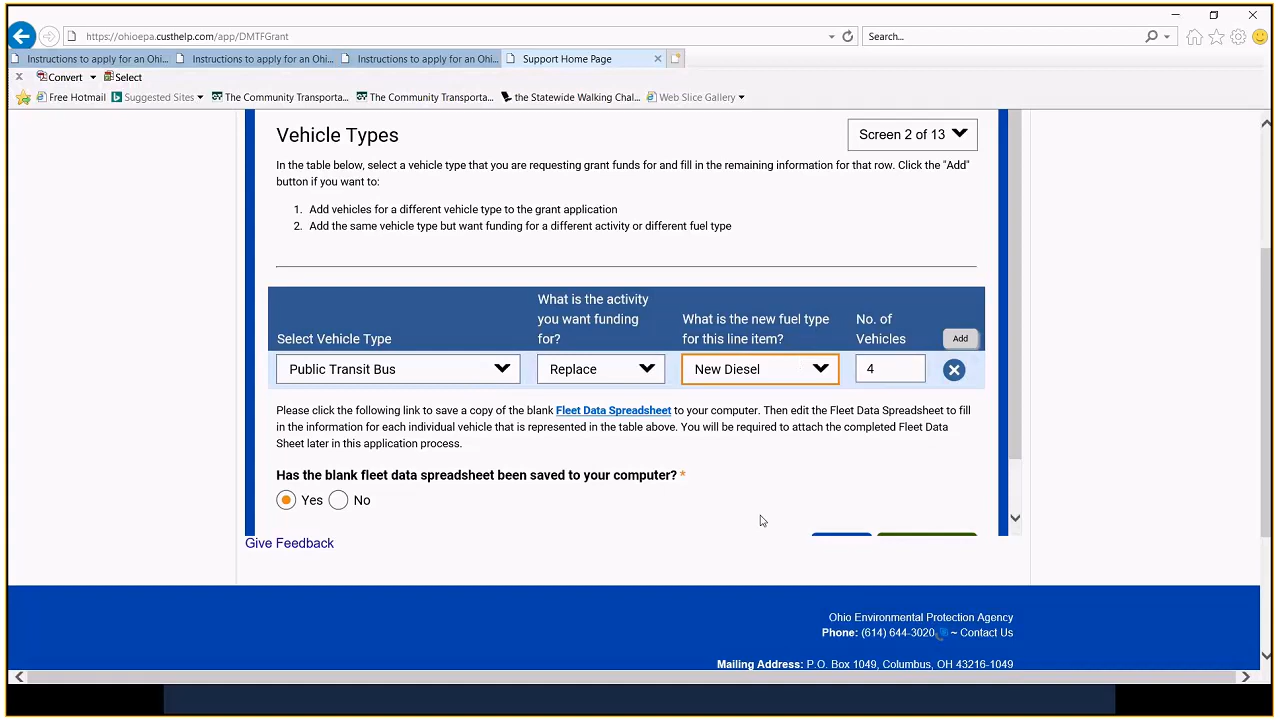 https://ohioepa.custhelp.com/app/DMTFGrant
Search...
Instructions to apply for an Ohi...
Instructions to apply for an Ohi...
Instructions to apply for an Ohi...
Support Home Page
Convert
Select
Free Hotmail
Suggested Sites
The Community Transporta...
The Community Transporta...
the Statewide Walking Chal...
Web Slice Gallery
Vehicle Types
Screen 2 of 13
In the table below, select a vehicle type that you are requesting grant funds for and fill in the remaining information for that row. Click the "Add"
button if you want to:
1. Add vehicles for a different vehicle type to the grant application
2. Add the same vehicle type but want funding for a different activity or different fuel type
Select Vehicle Type
What is the activity
you want funding
for?
What is the new fuel type
for this line item?
No. of
Vehicles
Add
Public Transit Bus
Replace
New Diesel
4
Please click the following link to save a copy of the blank Fleet Data Spreadsheet to your computer. Then edit the Fleet Data Spreadsheet to fill
in the information for each individual vehicle that is represented in the table above. You will be required to attach the completed Fleet Data
Sheet later in this application process.
Has the blank fleet data spreadsheet been saved to your computer? *
Yes
No
Give Feedback
Ohio Environmental Protection Agency
Phone: (614) 644-3020 ~ Contact Us
Mailing Address: P.O. Box 1049, Columbus, OH 43216-1049